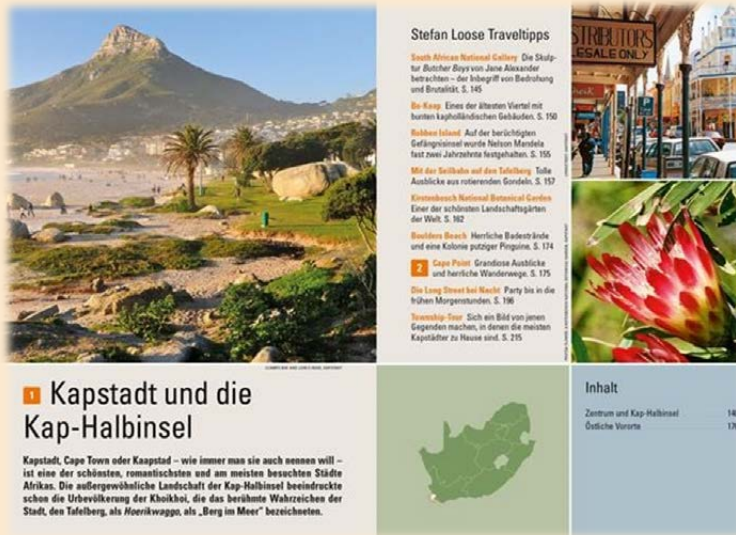 Stefan Loose Traveltipps
South African National Gallery Die Skulp-
tur Butcher Boys von Jane Alexander
betrachten – der Inbegriff von Bedrohung
und Brutalität. S. 145
Bo-Kaap Eines der ältesten Viertel mit
bunten kapholländischen Gebäuden. S. 150
Robben Island Auf der berüchtigten
Gefängnisinsel wurde Nelson Mandela
fast zwei Jahrzehnte festgehalten. S. 155
Mit der Seilbahn auf den Tafelberg Tolle
Ausblicke aus rotierenden Gondeln. S. 157
Kirstenbosch National Botanical Garden
Einer der schönsten Landschaftsgärten
der Welt. S. 162
Boulders Beach Herrliche Badestrände
und eine Kolonie putziger Pinguine. S. 174
2 Cape Point Grandiose Ausblicke
und herrliche Wanderwege. S. 175
Die Long Street bei Nacht Party bis in die
frühen Morgenstunden. S. 196
Township-Tour Sich ein Bild von jenen
Gegenden machen, in denen die meisten
Kapstädter zu Hause sind. S. 215
STRIBUTORS
LESALE ONLY
1 Kapstadt und die
Kap-Halbinsel
Kapstadt, Cape Town oder Kaapstad – wie immer man sie auch nennen will –
ist eine der schönsten, romantischsten und am meisten besuchten Städte
Afrikas. Die außergewöhnliche Landschaft der Kap-Halbinsel beeindruckte
schon die Urbevölkerung der Khoikhoi, die das berühmte Wahrzeichen der
Stadt, den Tafelberg, als Hoerikwaggo, als „Berg im Meer“ bezeichneten.
Inhalt
Zentrum und Kap-Halbinsel
Östliche Vororte